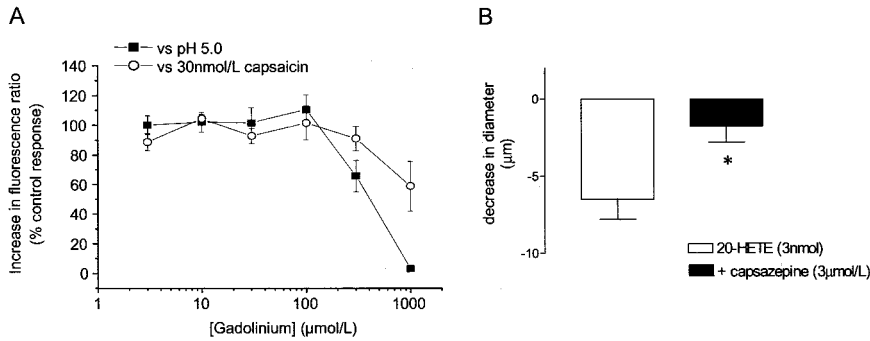 A
vs pH 5.0
vs 30nmol/L capsaicin
Increase in fluorescence ratio
(% control response)
140
120
100
80
60
40
20
0
1
10
100
1000
[Gadolinium] (μmol/L)
B
decrease in diameter
(μm)
0
-5
-10
20-HETE (3nmol)
+ capsazepine (3μmol/L)
*